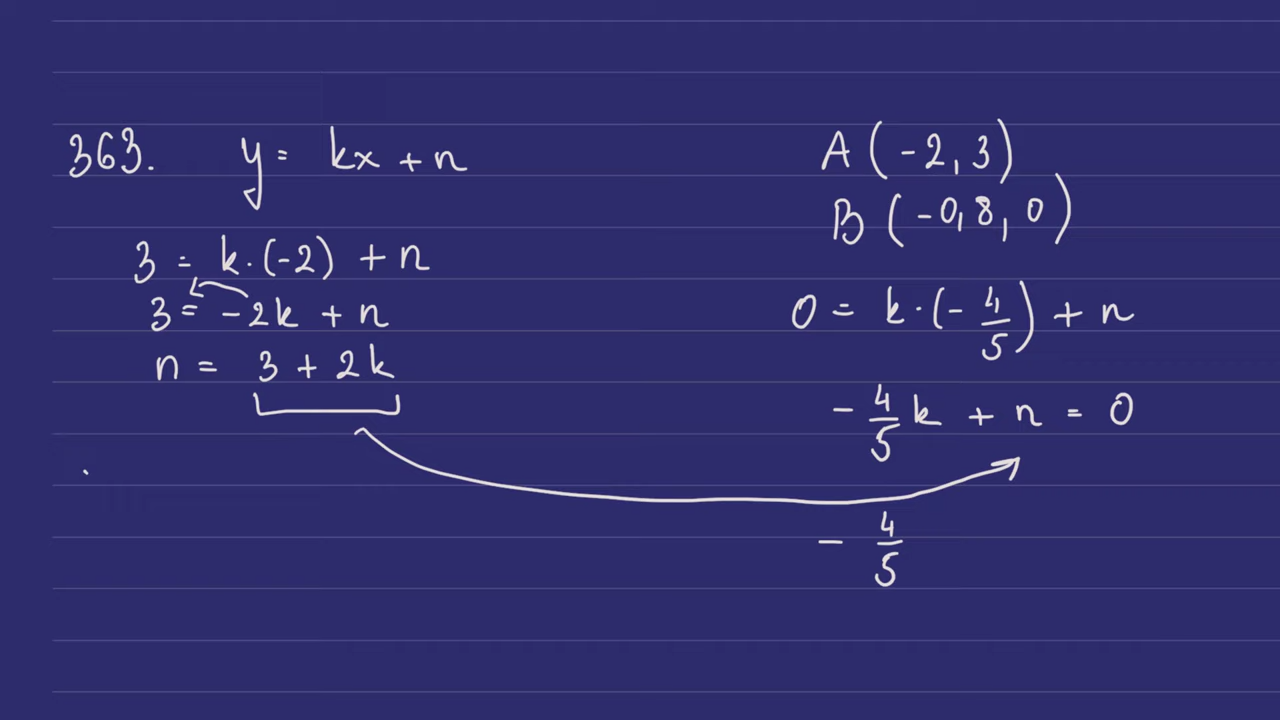 363. y = kx + n
3 = k·(-2) + n
3 = -2k + n
n = 3 + 2k
A(-2, 3)
B(-0,8, 0)
0 = k·(-4/5) + n
-4/5 k + n = 0
- 4/5